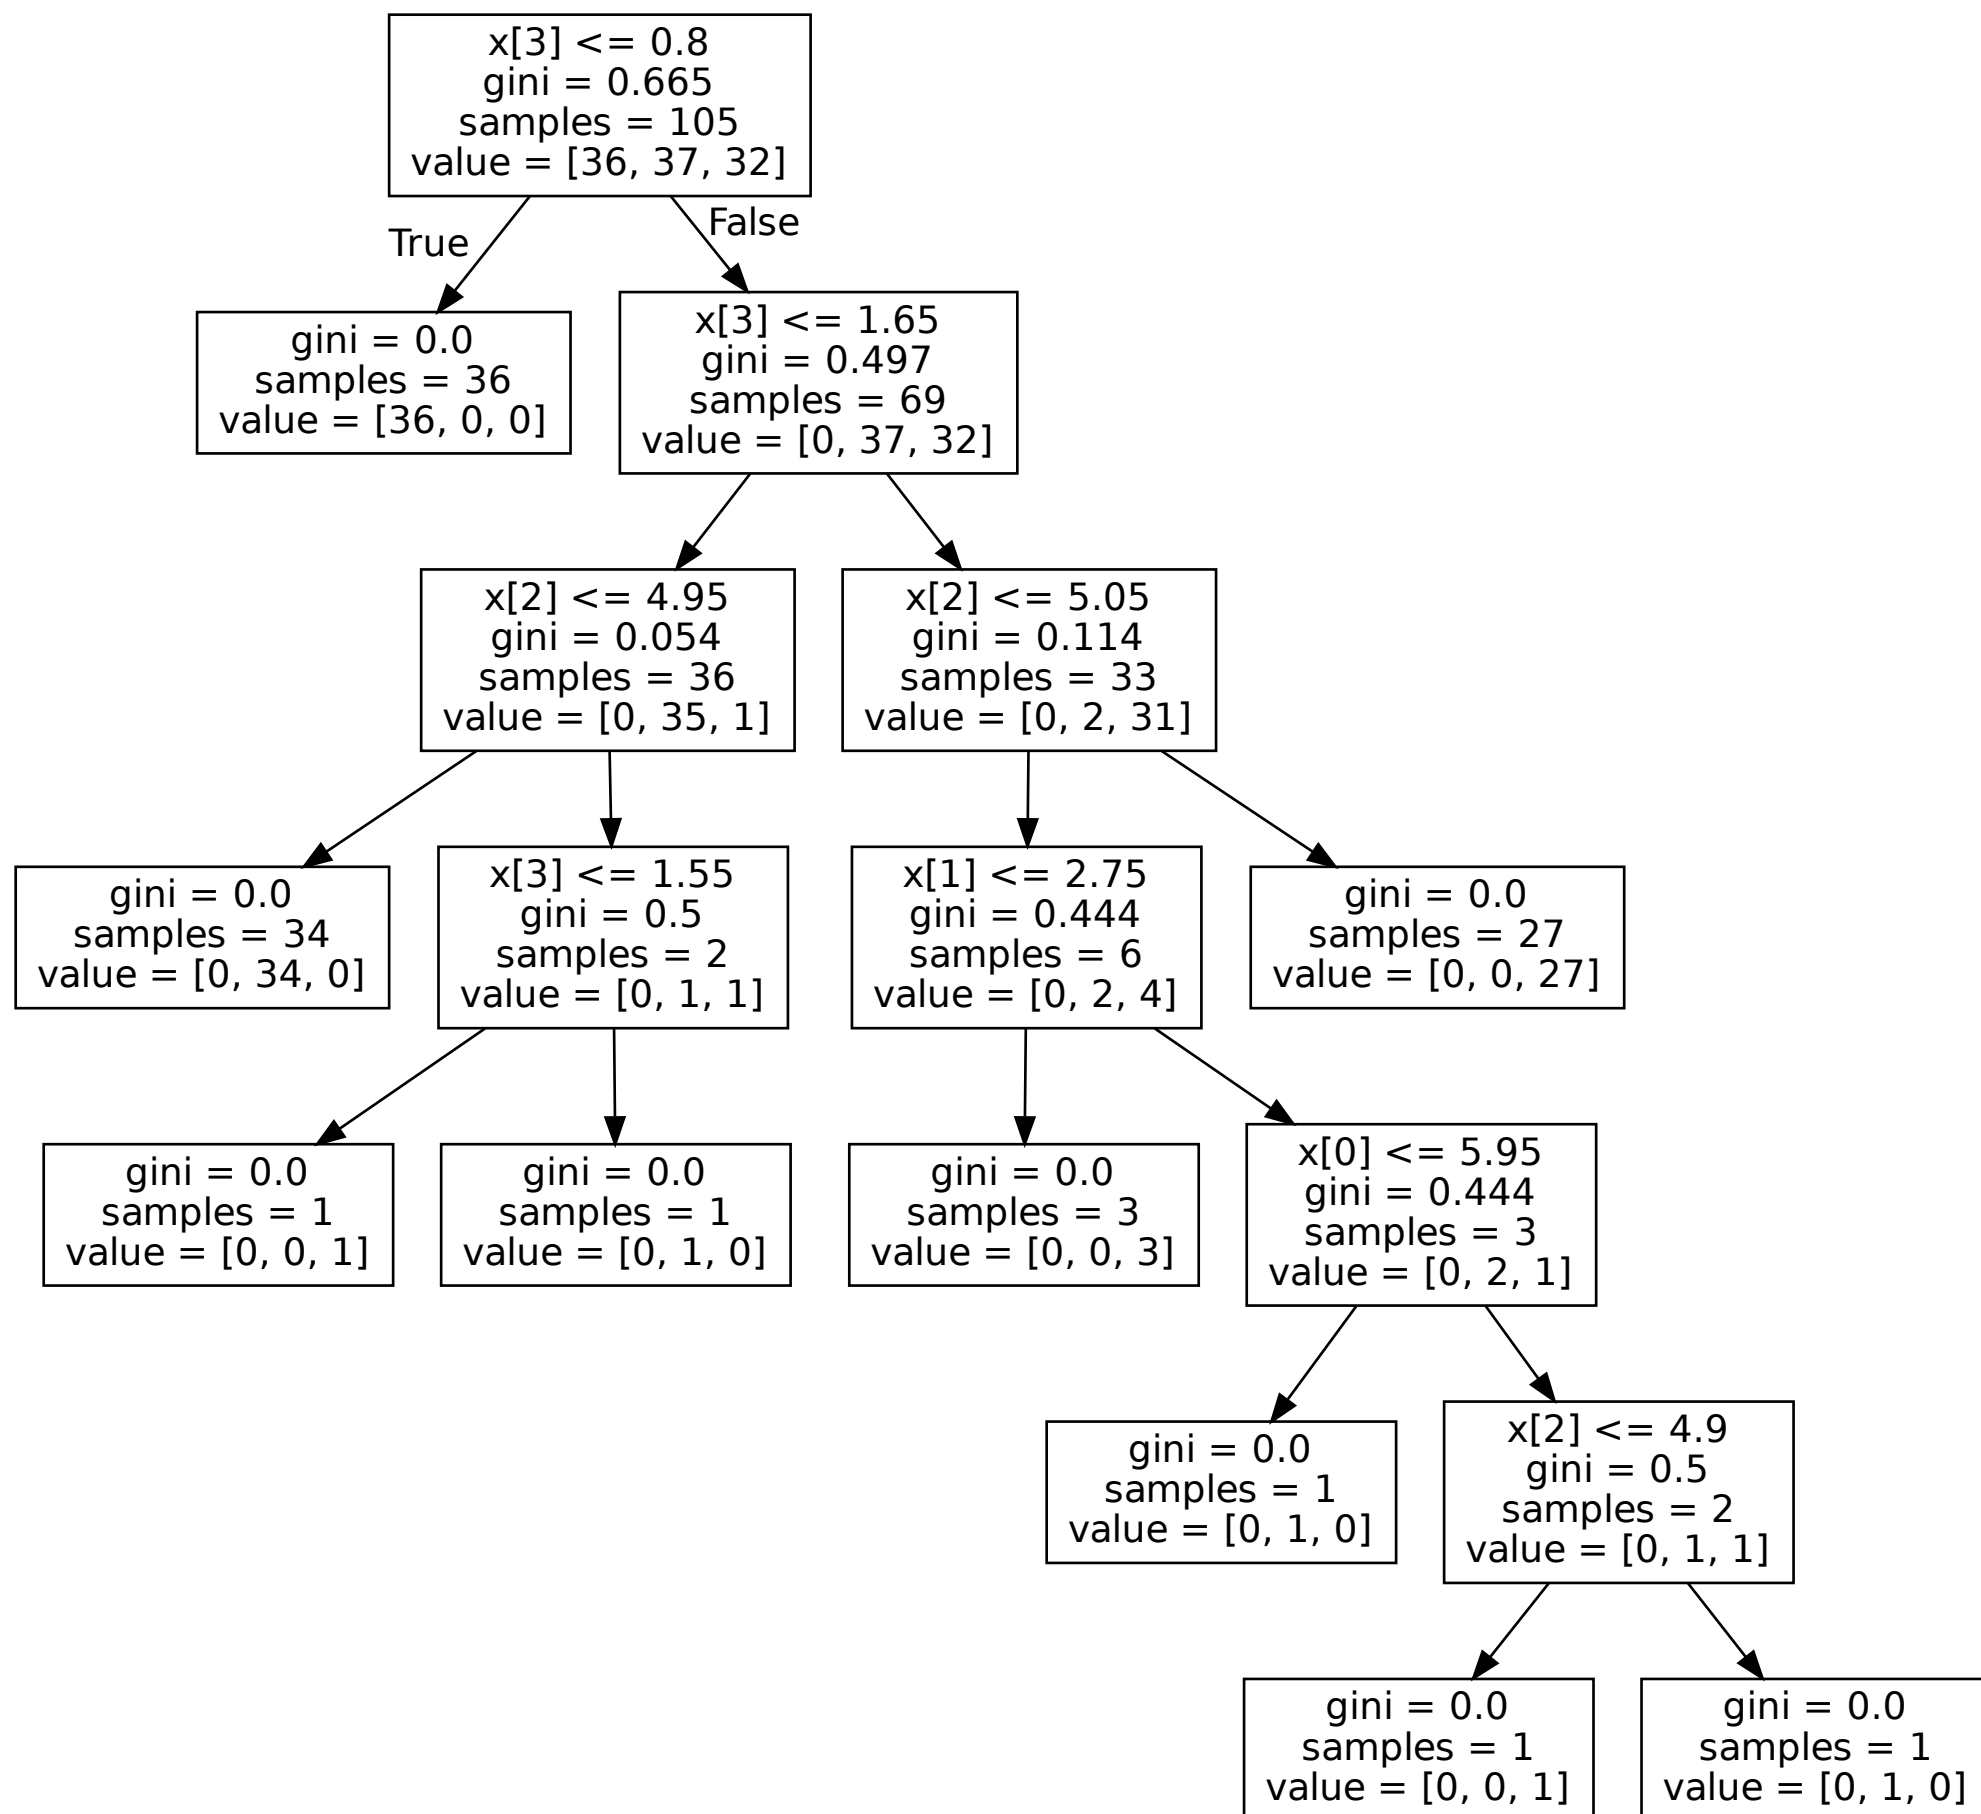 x[3] <= 0.8
gini = 0.665
samples = 105
value = [36, 37, 32]
True
False
gini = 0.0
samples = 36
value = [36, 0, 0]
x[3] <= 1.65
gini = 0.497
samples = 69
value = [0, 37, 32]
x[2] <= 4.95
gini = 0.054
samples = 36
value = [0, 35, 1]
x[2] <= 5.05
gini = 0.114
samples = 33
value = [0, 2, 31]
gini = 0.0
samples = 34
value = [0, 34, 0]
x[3] <= 1.55
gini = 0.5
samples = 2
value = [0, 1, 1]
x[1] <= 2.75
gini = 0.444
samples = 6
value = [0, 2, 4]
gini = 0.0
samples = 27
value = [0, 0, 27]
gini = 0.0
samples = 1
value = [0, 0, 1]
gini = 0.0
samples = 1
value = [0, 1, 0]
gini = 0.0
samples = 3
value = [0, 0, 3]
x[0] <= 5.95
gini = 0.444
samples = 3
value = [0, 2, 1]
gini = 0.0
samples = 1
value = [0, 1, 0]
x[2] <= 4.9
gini = 0.5
samples = 2
value = [0, 1, 1]
gini = 0.0
samples = 1
value = [0, 0, 1]
gini = 0.0
samples = 1
value = [0, 1, 0]